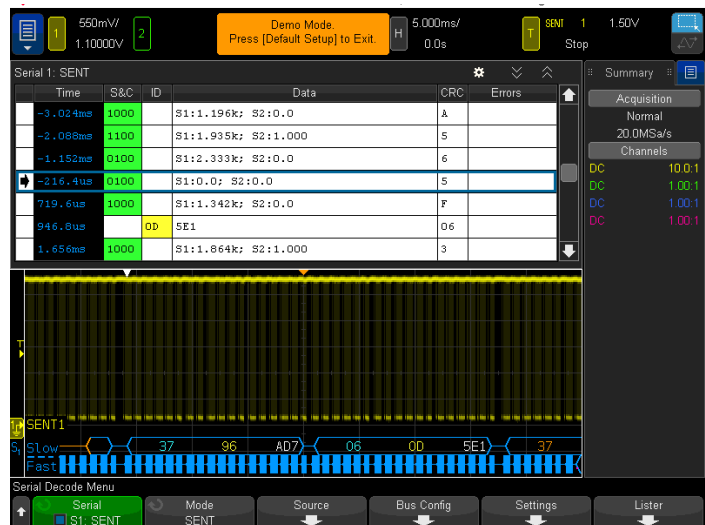 1 550mV/ 2 Demo Mode. H 5.000ms/ T SENT 1 1.50V
1.10000V Press [Default Setup] to Exit. 0.0s Stop
Serial 1: SENT
Time S&C ID Data CRC Errors
-3.024ms 1000 S1:1.196k; S2:0.0 A
-2.088ms 1100 S1:1.935k; S2:1.000 5
-1.152ms 0100 S1:2.333k; S2:0.0 6
-216.4us 0100 S1:0.0; S2:0.0 5
719.6us 1000 S1:1.342k; S2:0.0 F
946.8us 0D 5E1 06
1.656ms 1000 S1:1.864k; S2:1.000 3
Summary
Acquisition
Normal
20.0MSa/s
Channels
DC 10.0:1
DC 1.00:1
DC 1.00:1
DC 1.00:1
T
SENT1
S1 Slow 37 96 AD7 06 0D 5E1 37
Fast
Serial Decode Menu
Serial Mode Source Bus Config Settings Lister
S1: SENT SENT